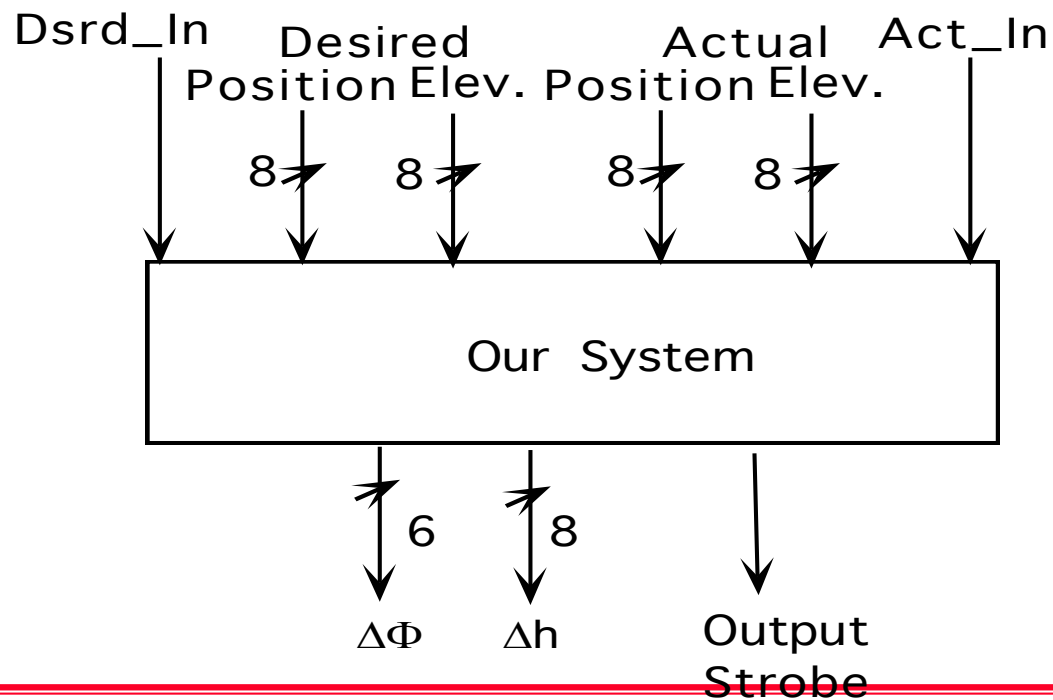 Dsrd_In
Desired
Position Elev.
Actual
Position Elev.
Act_In
8
8
8
8
Our System
6
8
ΔΦ
Δh
Output
Strobe